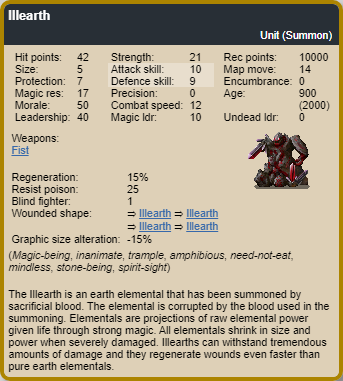 Illearth
Unit (Summon)
Hit points: 42 Strength: 21 Rec points: 10000
Size: 5 Attack skill: 10 Map move: 14
Protection: 7 Defence skill: 9 Encumbrance: 0
Magic res: 17 Precision: 0 Age: 900
Morale: 50 Combat speed: 12 (2000)
Leadership: 40 Magic ldr: 10 Undead ldr: 0
Weapons:
Fist
Regeneration: 15%
Resist poison: 25
Blind fighter: 1
Wounded shape: ⇒ Illearth ⇒ Illearth
⇒ Illearth ⇒ Illearth
Graphic size alteration: -15%
(Magic-being, inanimate, trample, amphibious, need-not-eat,
mindless, stone-being, spirit-sight)
The Illearth is an earth elemental that has been summoned by
sacrificial blood. The elemental is corrupted by the blood used in the
summoning. Elementals are projections of raw elemental power
given life through strong magic. All elementals shrink in size and
power when severely damaged. Illearths can withstand tremendous
amounts of damage and they regenerate wounds even faster than
pure earth elementals.